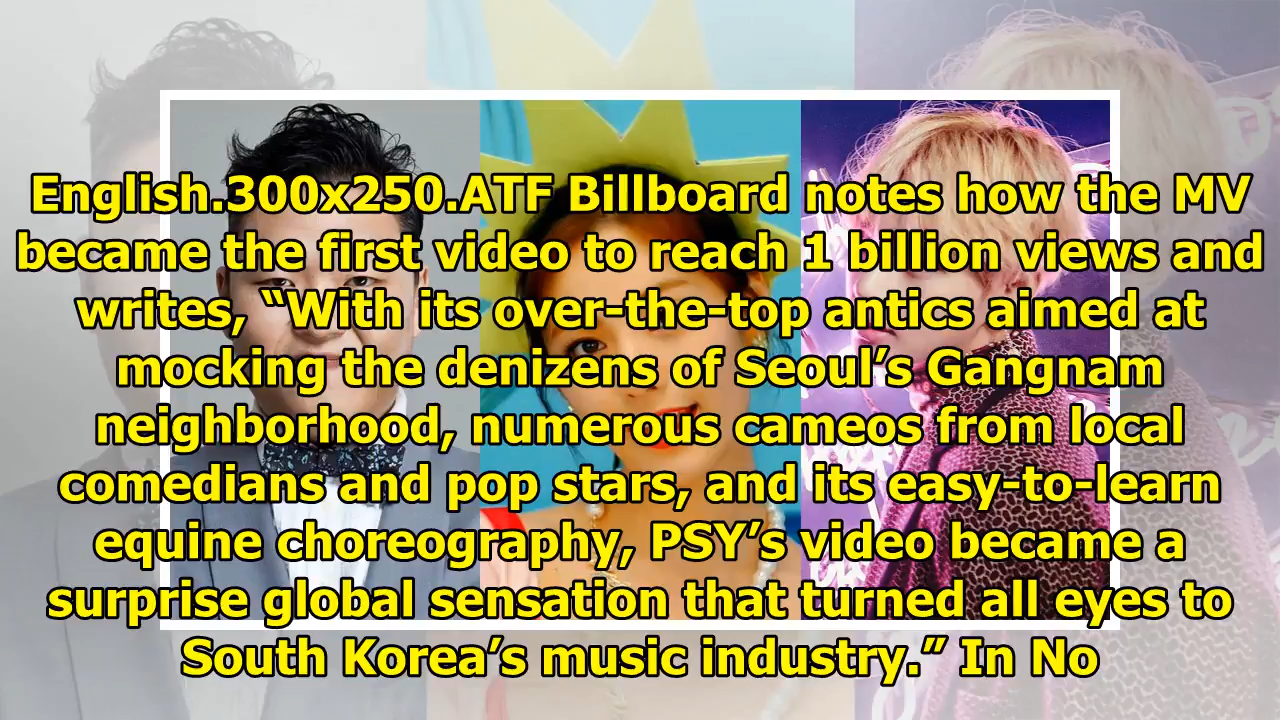 English.300x250.ATF Billboard notes how the MV
became the first video to reach 1 billion views and
writes, “With its over-the-top antics aimed at
mocking the denizens of Seoul’s Gangnam
neighborhood, numerous cameos from local
comedians and pop stars, and its easy-to-learn
equine choreography, PSY’s video became a
surprise global sensation that turned all eyes to
South Korea’s music industry.” In No